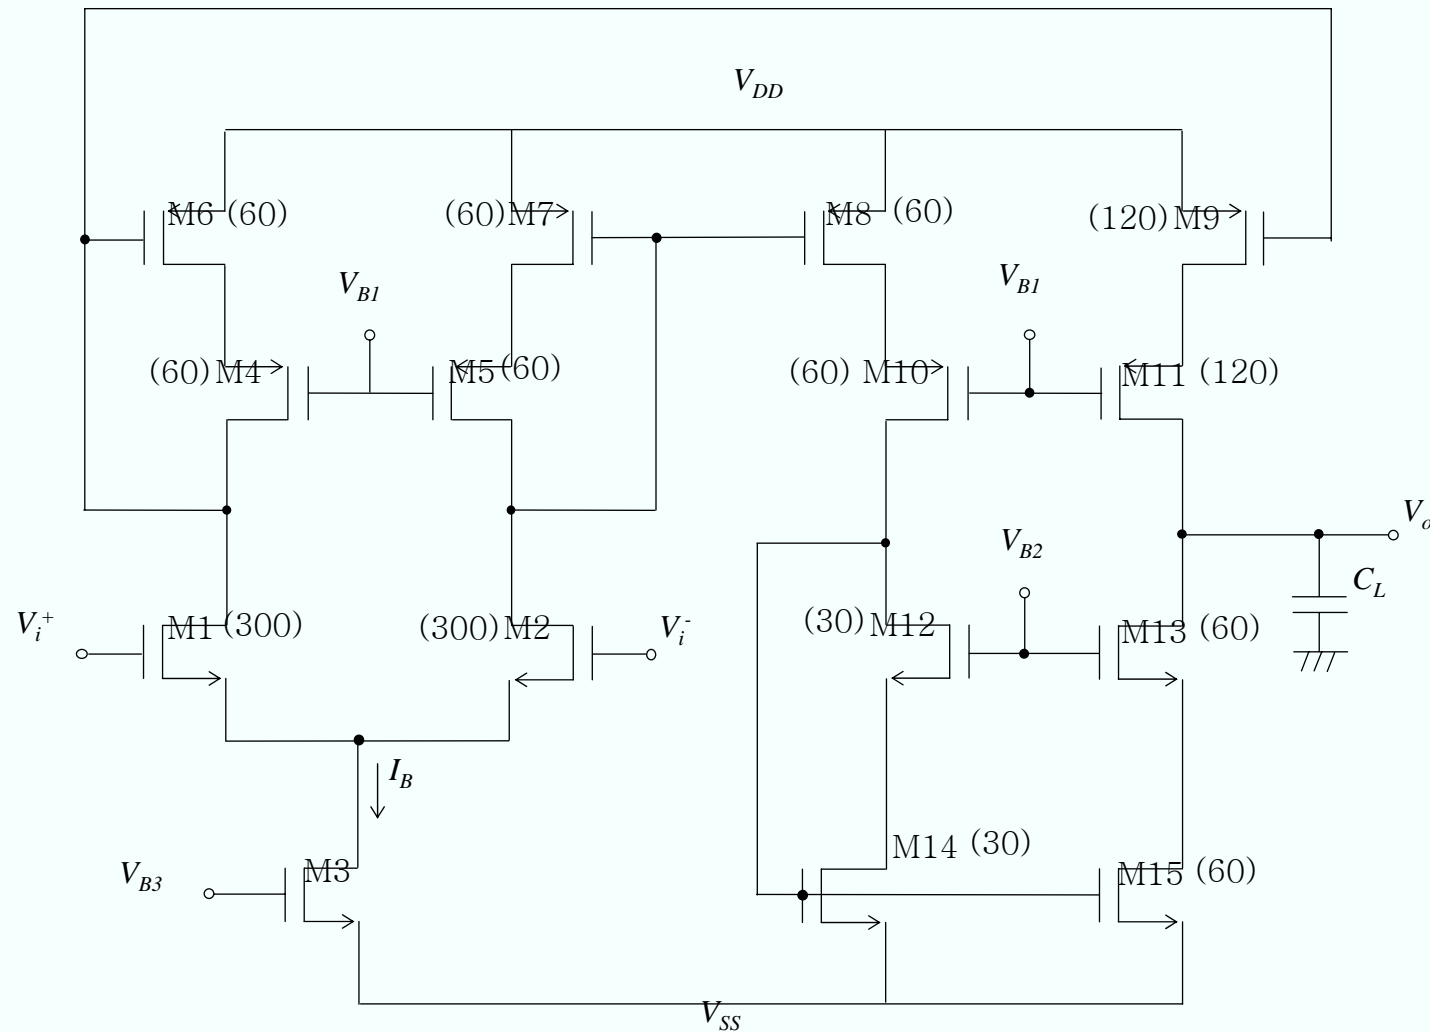 V_DD
M6 (60)
(60) M7
M8 (60)
(120) M9
V_B1
V_B1
(60) M4
M5 (60)
(60) M10
M11 (120)
V_o
V_B2
C_L
V_i^+
M1 (300)
(300) M2
V_i^-
(30) M12
M13 (60)
I_B
M14 (30)
V_B3
M3
M15 (60)
V_SS